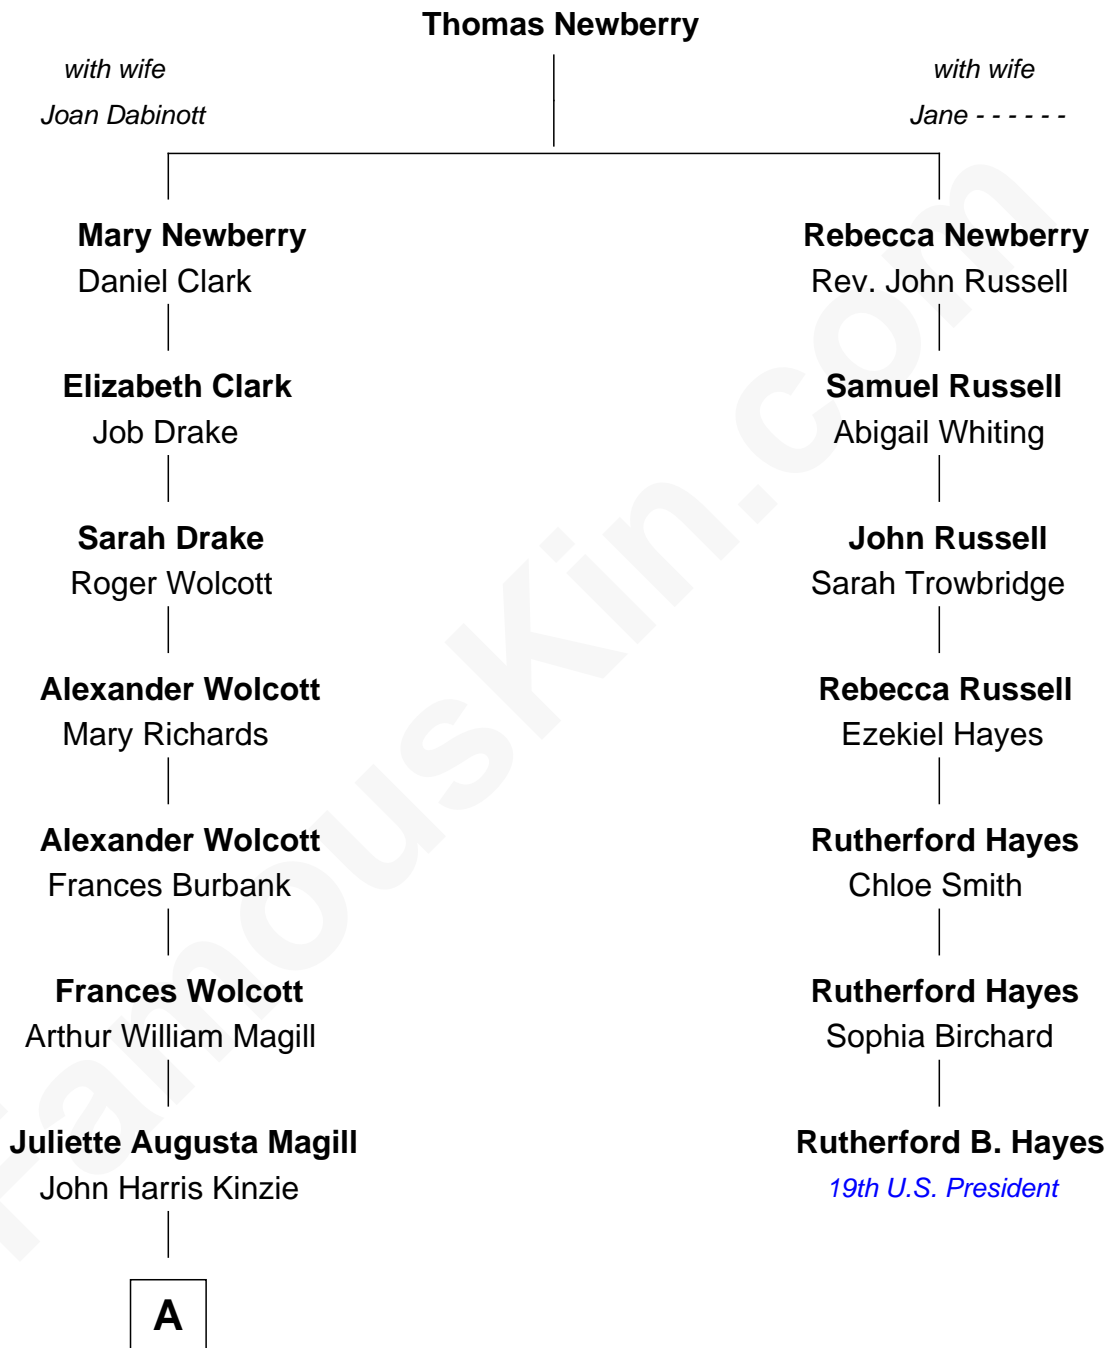 Thomas Newberry
with wife
Joan Dabinott
with wife
Jane - - - - - -
Mary Newberry
Daniel Clark
Rebecca Newberry
Rev. John Russell
Elizabeth Clark
Job Drake
Samuel Russell
Abigail Whiting
Sarah Drake
Roger Wolcott
John Russell
Sarah Trowbridge
Alexander Wolcott
Mary Richards
Rebecca Russell
Ezekiel Hayes
Alexander Wolcott
Frances Burbank
Rutherford Hayes
Chloe Smith
Frances Wolcott
Arthur William Magill
Rutherford Hayes
Sophia Birchard
Juliette Augusta Magill
John Harris Kinzie
Rutherford B. Hayes
19th U.S. President
A
FamousKin.com